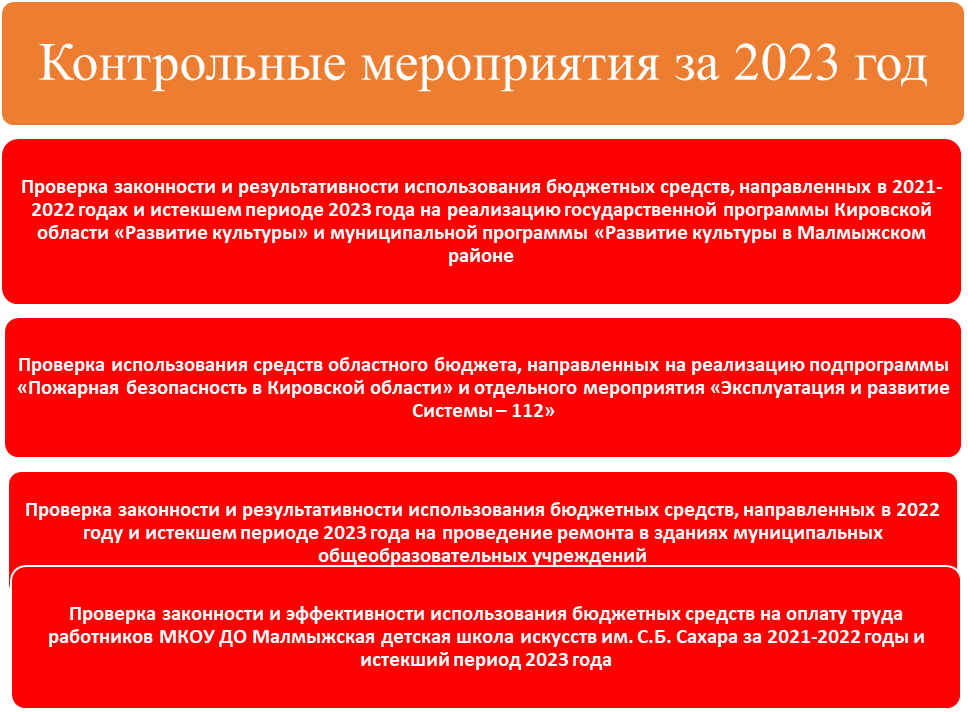 Контрольные мероприятия за 2023 год
Проверка законности и результативности использования бюджетных средств, направленных в 2021-
2022 годах и истекшем периоде 2023 года на реализацию государственной программы Кировской
области «Развитие культуры» и муниципальной программы «Развитие культуры в Малмыжском
районе
Проверка использования средств областного бюджета, направленных на реализацию подпрограммы
«Пожарная безопасность в Кировской области» и отдельного мероприятия «Эксплуатация и развитие
Системы – 112»
Проверка законности и результативности использования бюджетных средств, направленных в 2022
году и истекшем периоде 2023 года на проведение ремонта в зданиях муниципальных
общеобразовательных учреждений
Проверка законности и эффективности использования бюджетных средств на оплату труда
работников МКОУ ДО Малмыжская детская школа искусств им. С.Б. Сахара за 2021-2022 годы и
истекший период 2023 года